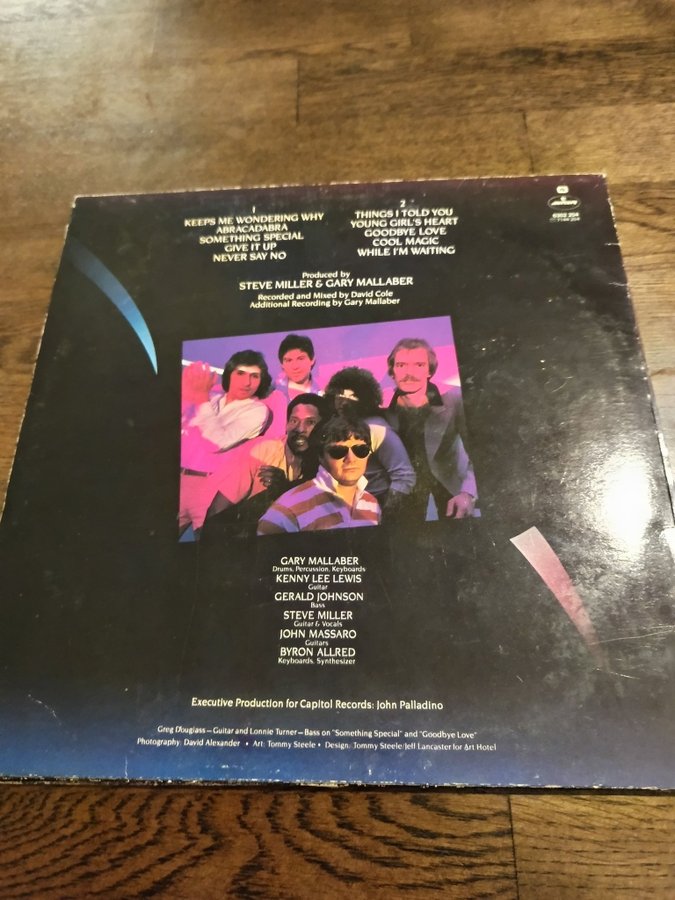 1
KEEPS ME WONDERING WHY
ABRACADABRA
SOMETHING SPECIAL
GIVE IT UP
NEVER SAY NO
2
THINGS I TOLD YOU
YOUNG GIRL'S HEART
GOODBYE LOVE
COOL MAGIC
WHILE I'M WAITING
mercury
6302 204
Produced by
STEVE MILLER & GARY MALLABER
Recorded and Mixed by David Cole
Additional Recording by Gary Mallaber
GARY MALLABER
Drums, Percussion, Keyboards
KENNY LEE LEWIS
Guitar
GERALD JOHNSON
Bass
STEVE MILLER
Guitar & Vocals
JOHN MASSARO
Guitars
BYRON ALLRED
Keyboards, Synthesizer
Executive Production for Capitol Records: John Palladino
Greg Douglass – Guitar and Lonnie Turner – Bass on "Something Special" and "Goodbye Love"
Photography: David Alexander • Art: Tommy Steele • Design: Tommy Steele/Jeff Lancaster for Art Hotel